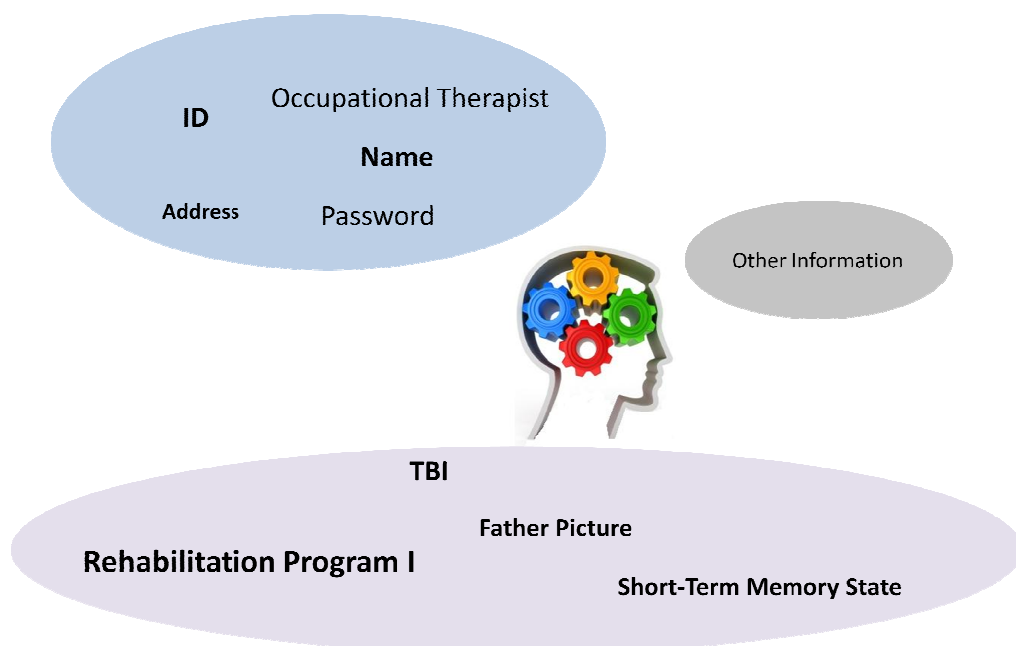 Occupational Therapist
ID
Name
Address
Password
Other Information
TBI
Father Picture
Rehabilitation Program I
Short-Term Memory State